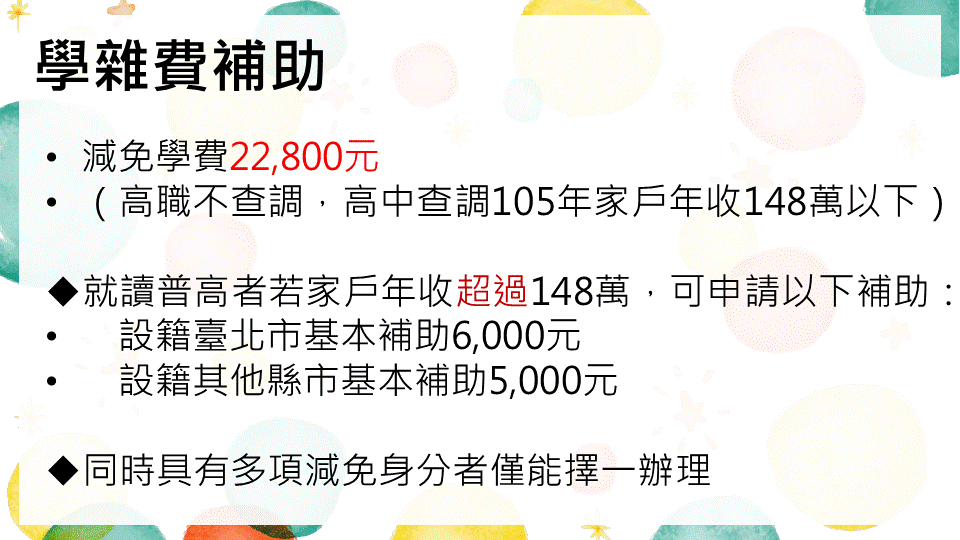 學雜費補助
• 減免學費22,800元
• （高職不查調，高中查調105年家戶年收148萬以下）
◆就讀普高者若家戶年收超過148萬，可申請以下補助：
• 設籍臺北市基本補助6,000元
• 設籍其他縣市基本補助5,000元
◆同時具有多項減免身分者僅能擇一辦理